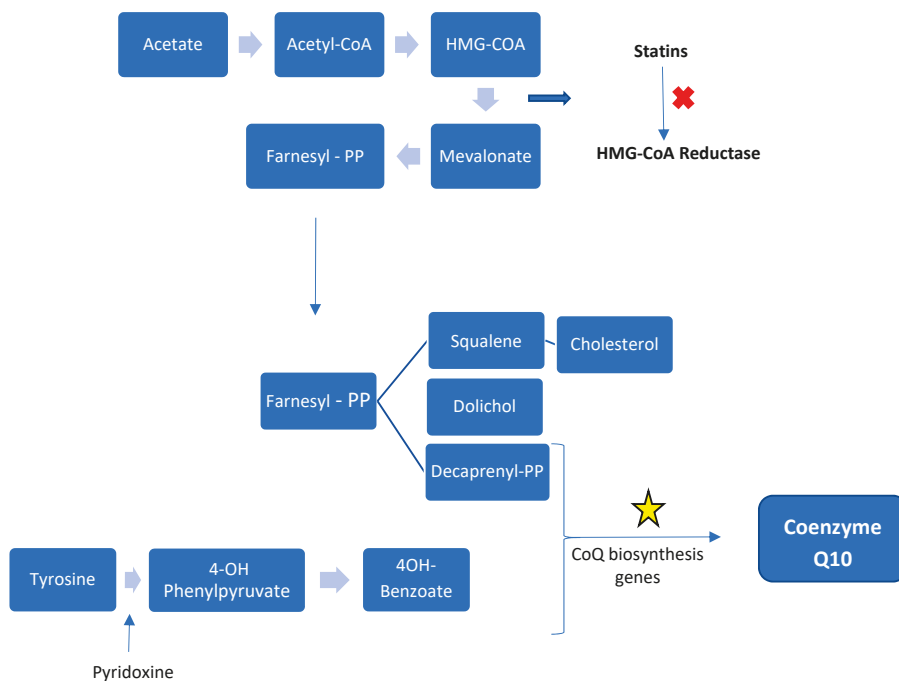 Acetate
Acetyl-CoA
HMG-COA
Statins
HMG-CoA Reductase
Farnesyl - PP
Mevalonate
Squalene
Cholesterol
Farnesyl - PP
Dolichol
Decaprenyl-PP
CoQ biosynthesis
genes
Coenzyme
Q10
Tyrosine
4-OH
Phenylpyruvate
4OH-
Benzoate
Pyridoxine